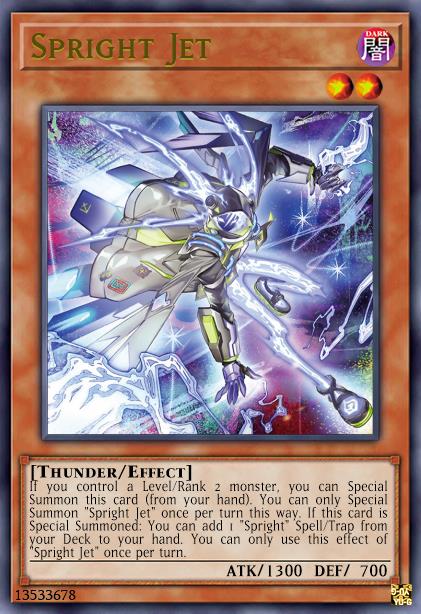 Spright Jet
DARK
闇
[Thunder/Effect]
If you control a Level/Rank 2 monster, you can Special
Summon this card (from your hand). You can only Special
Summon "Spright Jet" once per turn this way. If this card is
Special Summoned: You can add 1 "Spright" Spell/Trap from
your Deck to your hand. You can only use this effect of
"Spright Jet" once per turn.
ATK/1300 DEF/ 700
13533678